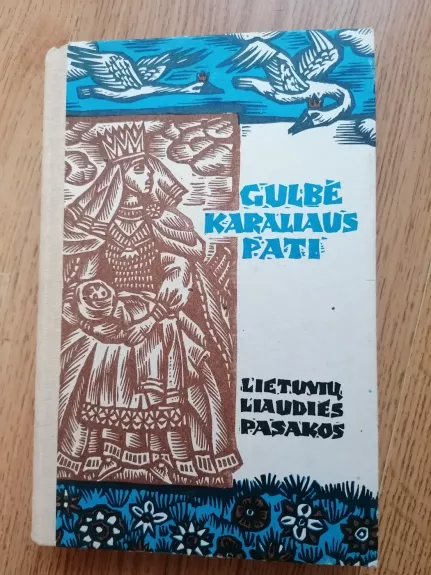 GULBĖ
KARALIAUS
PATI
LIETUVIŲ
LIAUDIES
PASAKOS